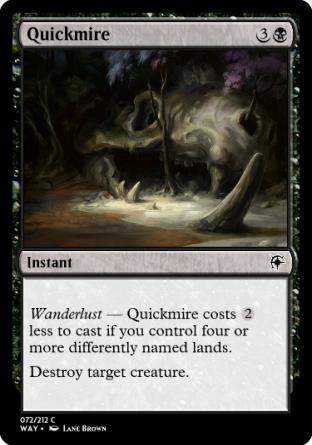 Quickmire 3
Instant
Wanderlust — Quickmire costs 2
less to cast if you control four or
more differently named lands.
Destroy target creature.
072/212 C
WAY • Lane Brown